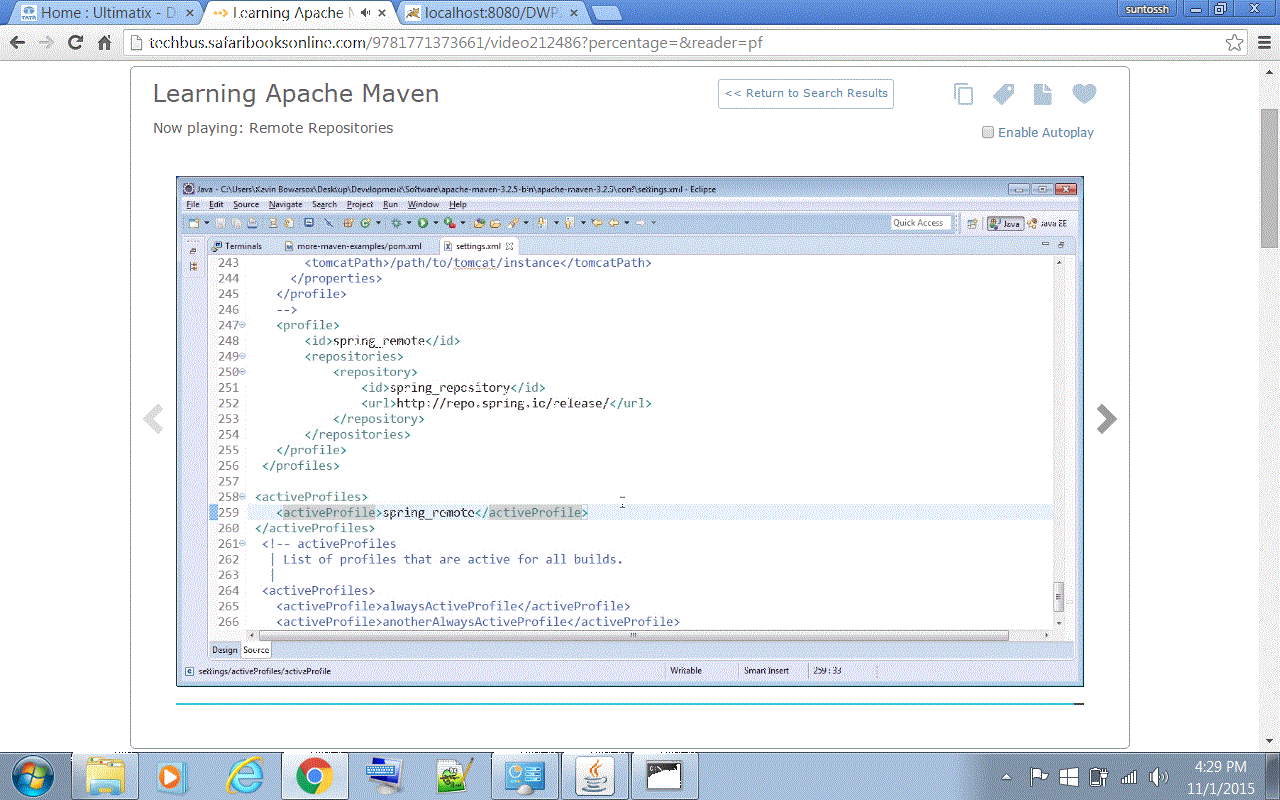 Home : Ultimatix - D
Learning Apache M
localhost:8080/DWP.
suntossh
techbus.safaribooksonline.com/9781771373661/video212486?percentage=&reader=pf
Learning Apache Maven
<< Return to Search Results
Now playing: Remote Repositories
Enable Autoplay
Java - C:\Users\Kevin Bowersox\Desktop\Development\Software\apache-maven-3.2.5-bin\apache-maven-3.2.5\conf\settings.xml - Eclipse
File Edit Source Navigate Search Project Run Window Help
Quick Access
Java
Java EE
Terminals
more-maven-examples/pom.xml
settings.xml
243 <tomcatPath>/path/to/tomcat/instance</tomcatPath>
244 </properties>
245 </profile>
246 -->
247 <profile>
248 <id>spring_remote</id>
249 <repositories>
250 <repository>
251 <id>spring_repository</id>
252 <url>http://repo.spring.io/release/</url>
253 </repository>
254 </repositories>
255 </profile>
256 </profiles>
257
258 <activeProfiles>
259 <activeProfile>spring_remote</activeProfile>
260 </activeProfiles>
261 <!-- activeProfiles
262 | List of profiles that are active for all builds.
263 |
264 <activeProfiles>
265 <activeProfile>alwaysActiveProfile</activeProfile>
266 <activeProfile>anotherAlwaysActiveProfile</activeProfile>
Design Source
settings/activeProfiles/activeProfile
Writable
Smart Insert
259 : 33
4:29 PM
11/1/2015